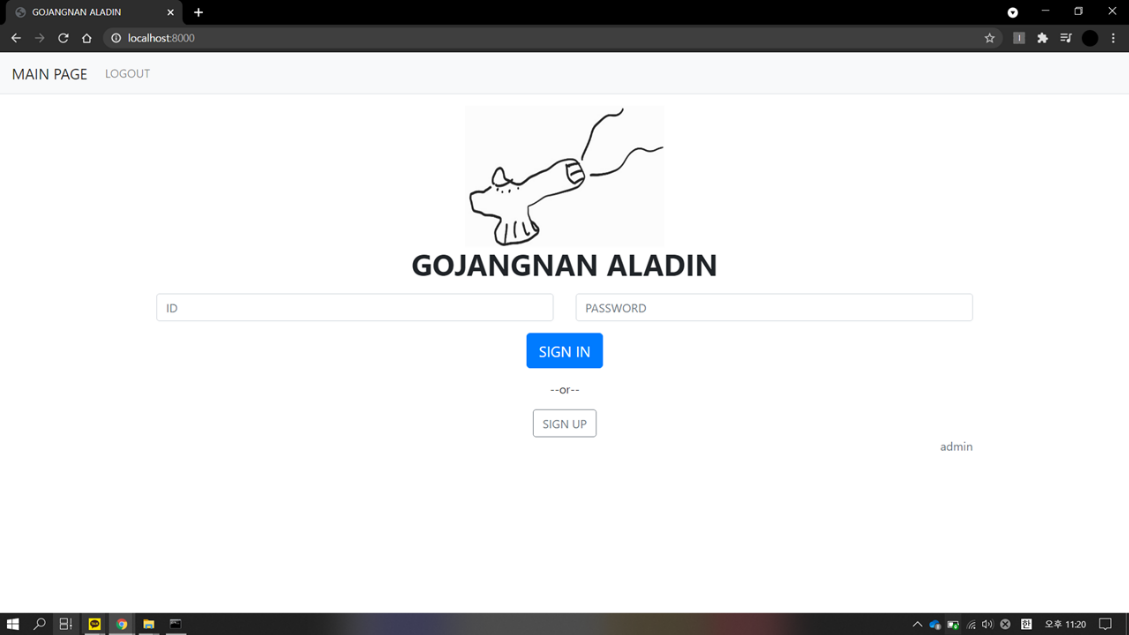 GOJANGNAN ALADIN
localhost:8000
MAIN PAGE LOGOUT
GOJANGNAN ALADIN
ID PASSWORD
SIGN IN
--or--
SIGN UP
admin
한 오후 11:20